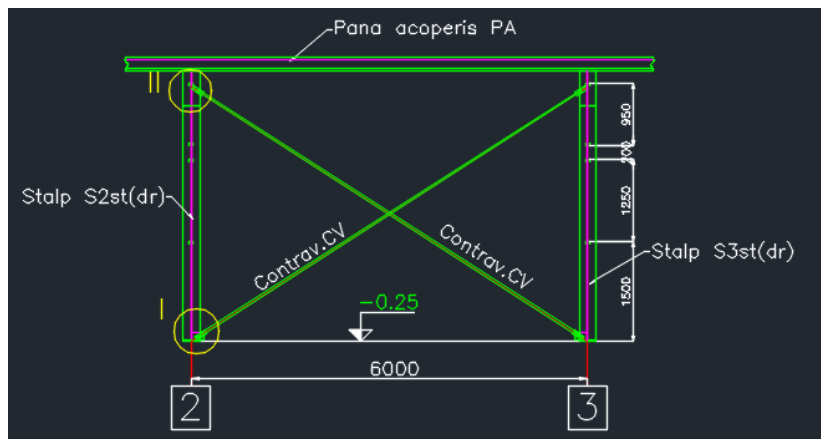 Pana acoperis PA
II
950
200
1250
Stalp S2st(dr)
Contrav.CV
Contrav.CV
Stalp S3st(dr)
1500
I
-0.25
6000
2
3